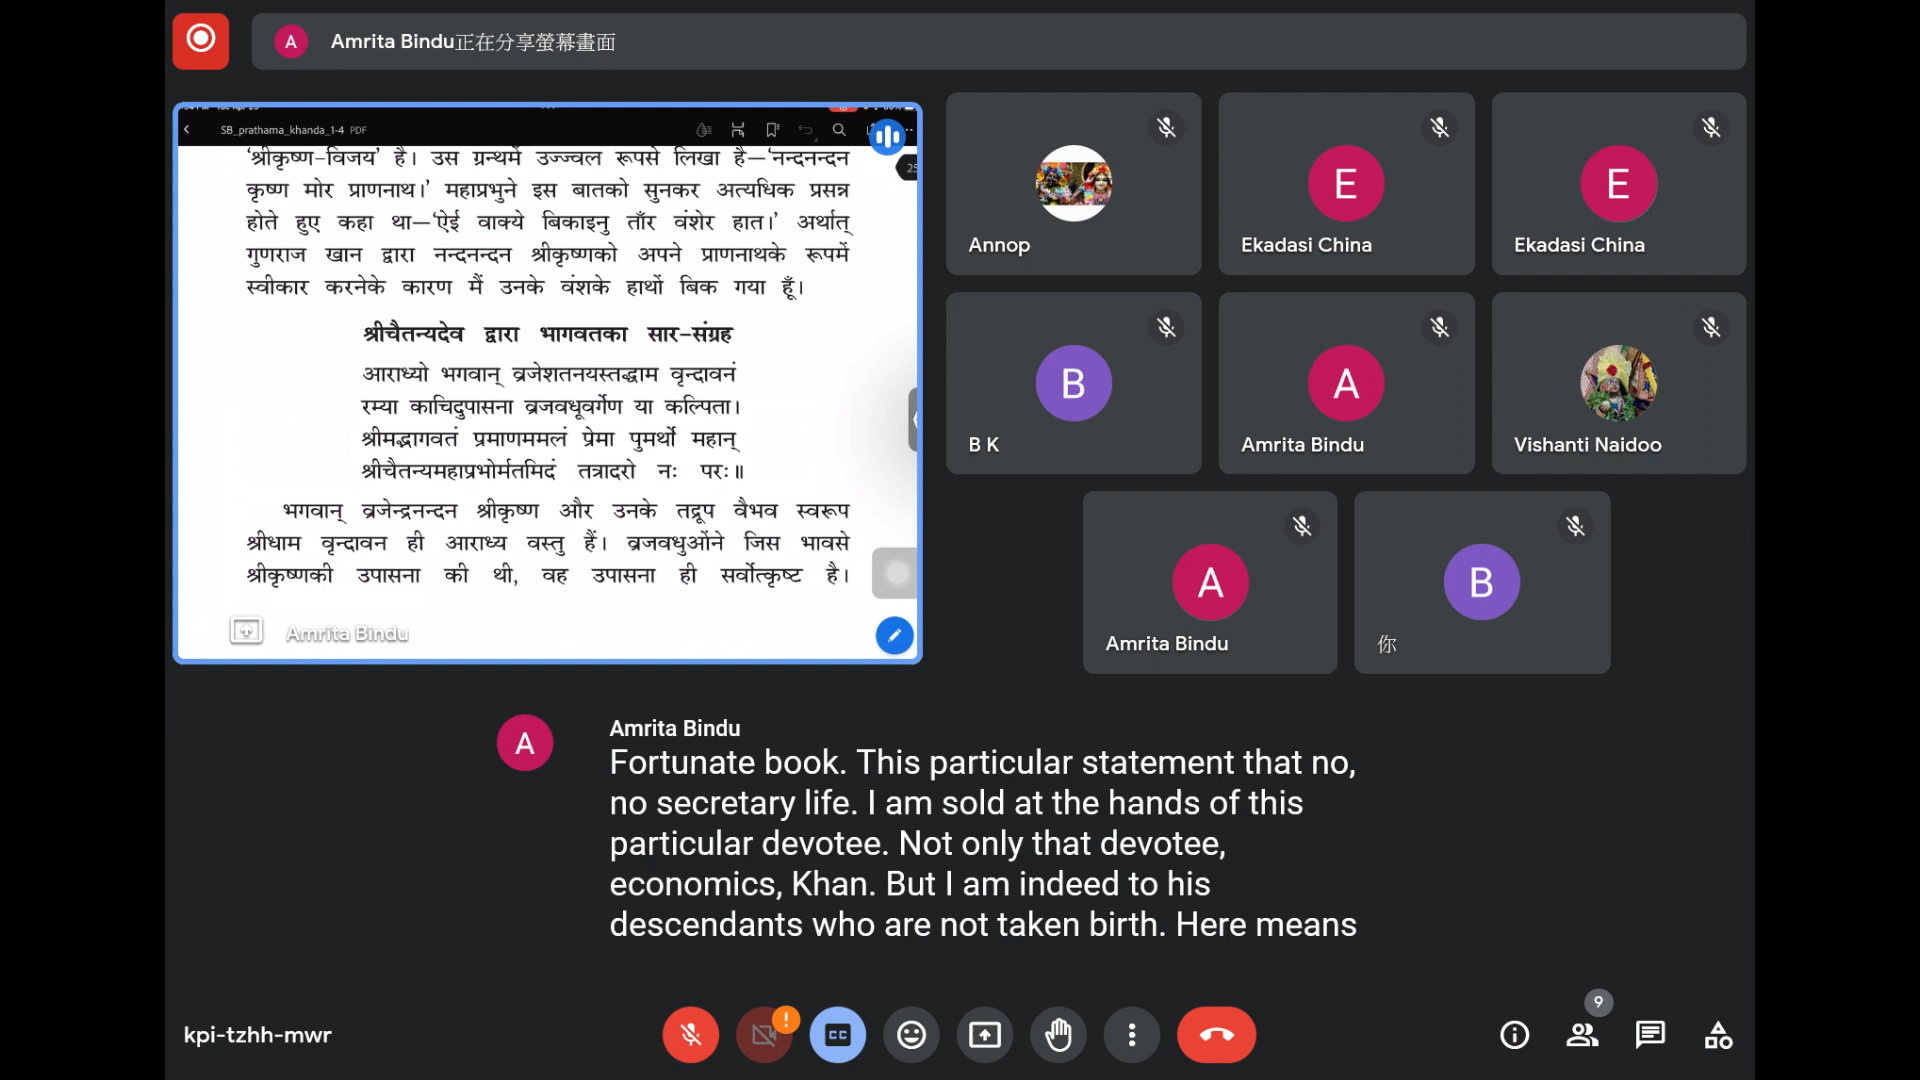 A Amrita Bindu正在分享螢幕畫面
SB_prathama_khanda_1-4 PDF
'श्रीकृष्ण-विजय' है। उस ग्रन्थमें उज्ज्वल रूपसे लिखा है—'नन्दनन्दन
कृष्ण मोर प्राणनाथ।' महाप्रभुने इस बातको सुनकर अत्यधिक प्रसन्न
होते हुए कहा था—'ऐई वाक्ये बिकाइनु ताँर वंशेर हात।' अर्थात्
गुणराज खान द्वारा नन्दनन्दन श्रीकृष्णको अपने प्राणनाथके रूपमें
स्वीकार करनेके कारण मैं उनके वंशके हाथों बिक गया हूँ।
श्रीचैतन्यदेव द्वारा भागवतका सार-संग्रह
आराध्यो भगवान् व्रजेशतनयस्तद्धाम वृन्दावनं
रम्या काचिदुपासना व्रजवधूवर्गेण या कल्पिता।
श्रीमद्भागवतं प्रमाणममलं प्रेमा पुमर्थो महान्
श्रीचैतन्यमहाप्रभोर्मतमिदं तत्रादरो नः परः॥
भगवान् व्रजेन्द्रनन्दन श्रीकृष्ण और उनके तद्रूप वैभव स्वरूप
श्रीधाम वृन्दावन ही आराध्य वस्तु हैं। व्रजवधुओंने जिस भावसे
श्रीकृष्णकी उपासना की थी, वह उपासना ही सर्वोत्कृष्ट है।
Amrita Bindu
Annop
E
Ekadasi China
E
Ekadasi China
B
B K
A
Amrita Bindu
Vishanti Naidoo
A
Amrita Bindu
B
你
A
Amrita Bindu
Fortunate book. This particular statement that no,
no secretary life. I am sold at the hands of this
particular devotee. Not only that devotee,
economics, Khan. But I am indeed to his
descendants who are not taken birth. Here means
kpi-tzhh-mwr
CC
9